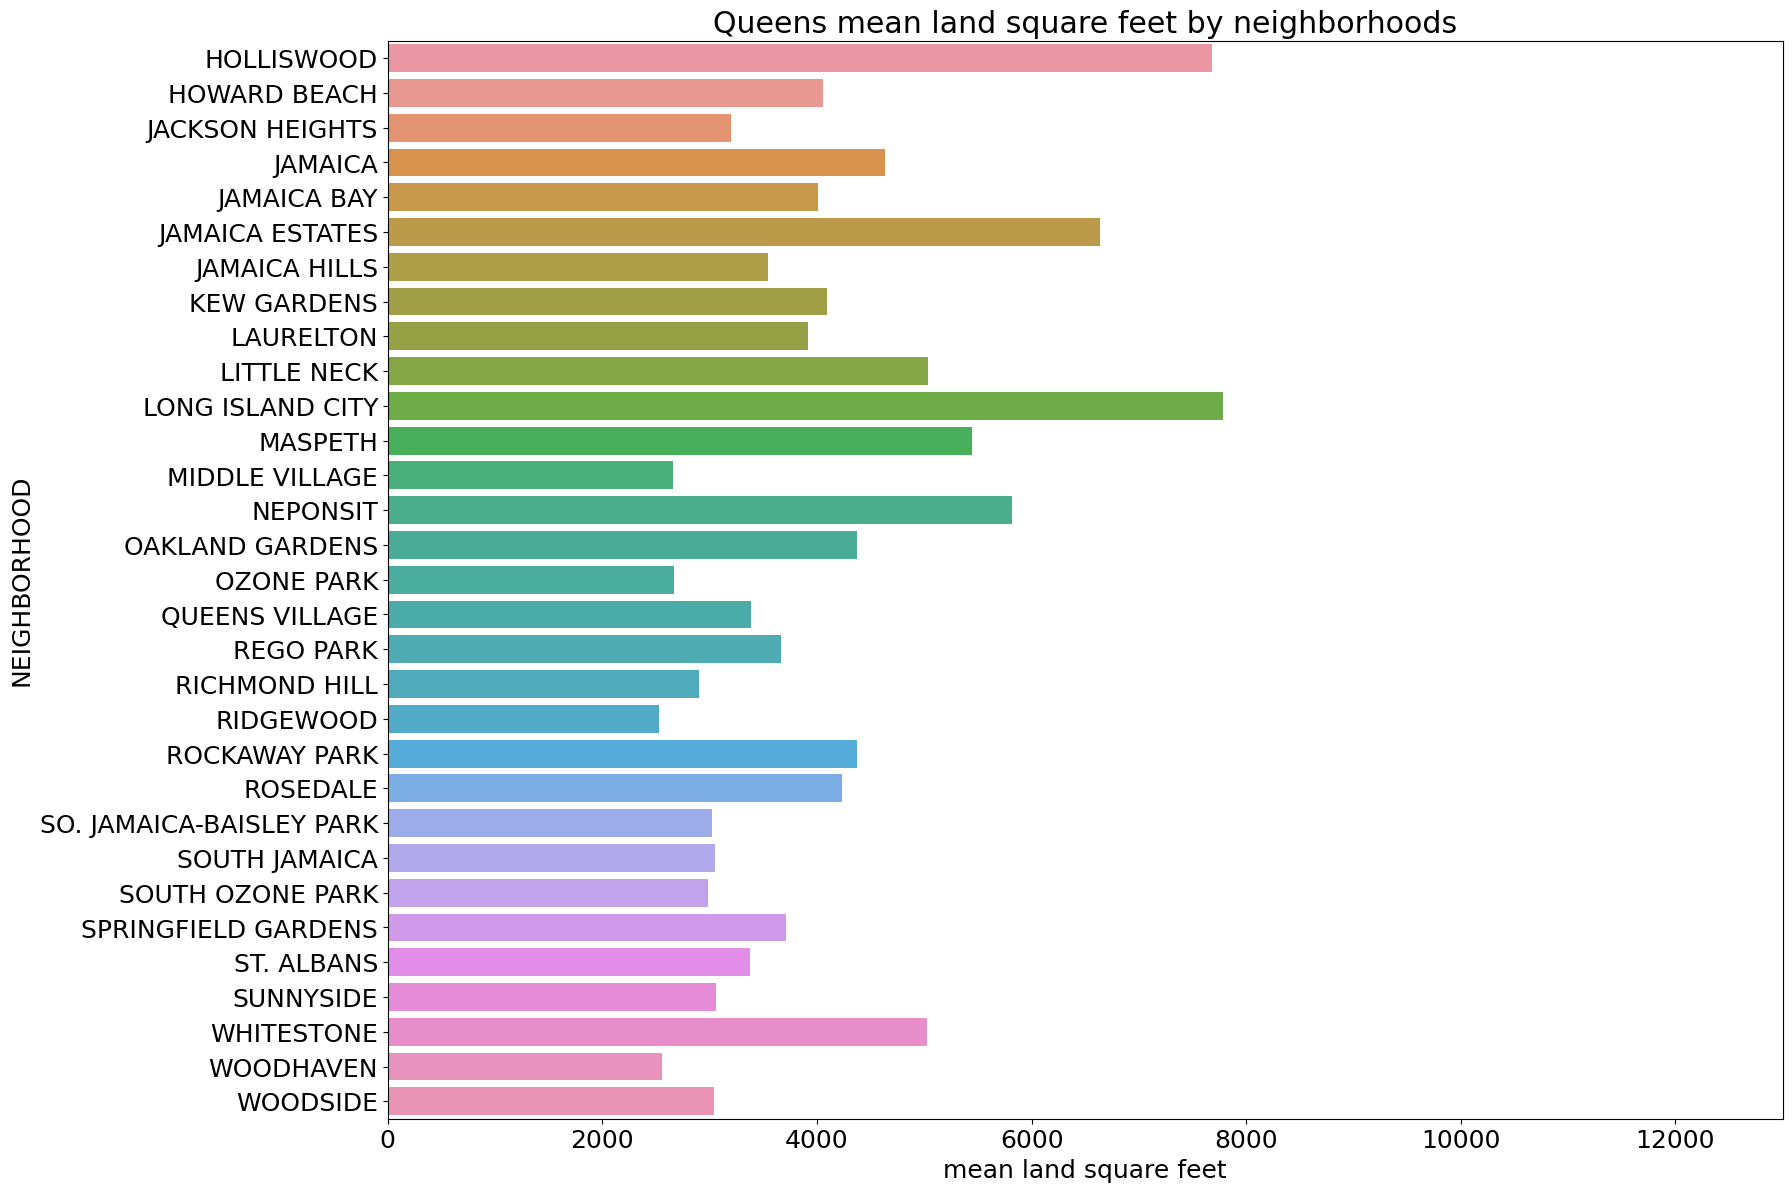 Queens mean land square feet by neighborhoods
NEIGHBORHOOD
HOLLISWOOD
HOWARD BEACH
JACKSON HEIGHTS
JAMAICA
JAMAICA BAY
JAMAICA ESTATES
JAMAICA HILLS
KEW GARDENS
LAURELTON
LITTLE NECK
LONG ISLAND CITY
MASPETH
MIDDLE VILLAGE
NEPONSIT
OAKLAND GARDENS
OZONE PARK
QUEENS VILLAGE
REGO PARK
RICHMOND HILL
RIDGEWOOD
ROCKAWAY PARK
ROSEDALE
SO. JAMAICA-BAISLEY PARK
SOUTH JAMAICA
SOUTH OZONE PARK
SPRINGFIELD GARDENS
ST. ALBANS
SUNNYSIDE
WHITESTONE
WOODHAVEN
WOODSIDE
0 2000 4000 6000 8000 10000 12000
mean land square feet